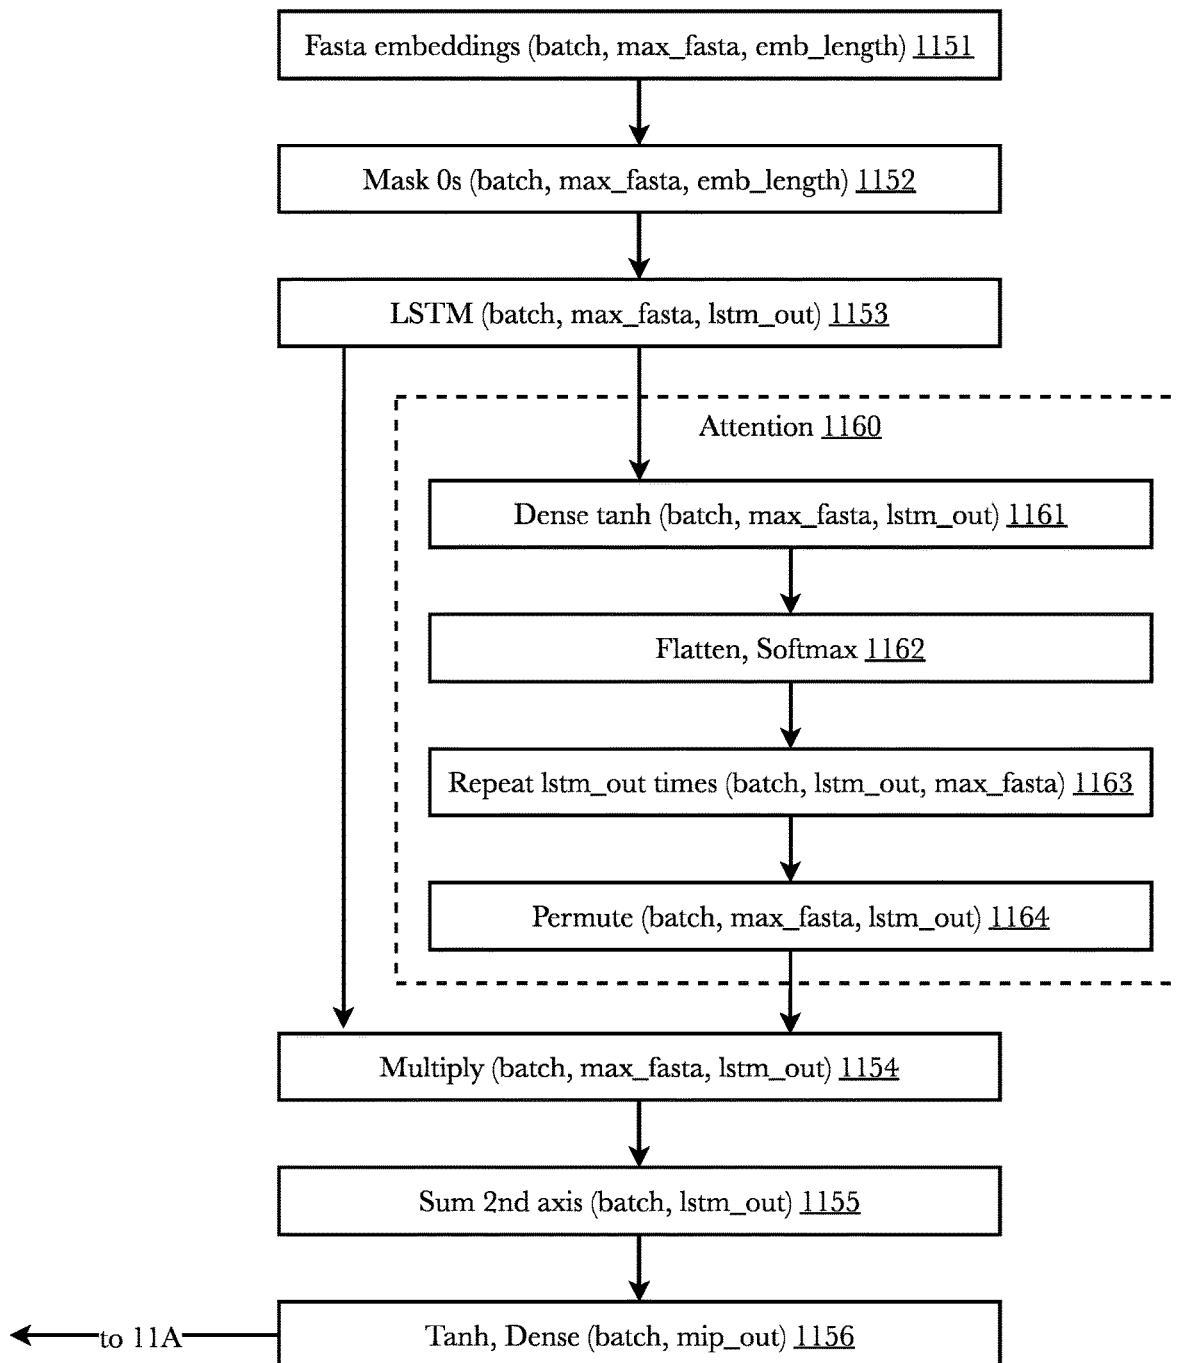 Fasta embeddings (batch, max_fasta, emb_length) 1151
Mask 0s (batch, max_fasta, emb_length) 1152
LSTM (batch, max_fasta, lstm_out) 1153
Attention 1160
Dense tanh (batch, max_fasta, lstm_out) 1161
Flatten, Softmax 1162
Repeat lstm_out times (batch, lstm_out, max_fasta) 1163
Permute (batch, max_fasta, lstm_out) 1164
Multiply (batch, max_fasta, lstm_out) 1154
Sum 2nd axis (batch, lstm_out) 1155
to 11A
Tanh, Dense (batch, mip_out) 1156